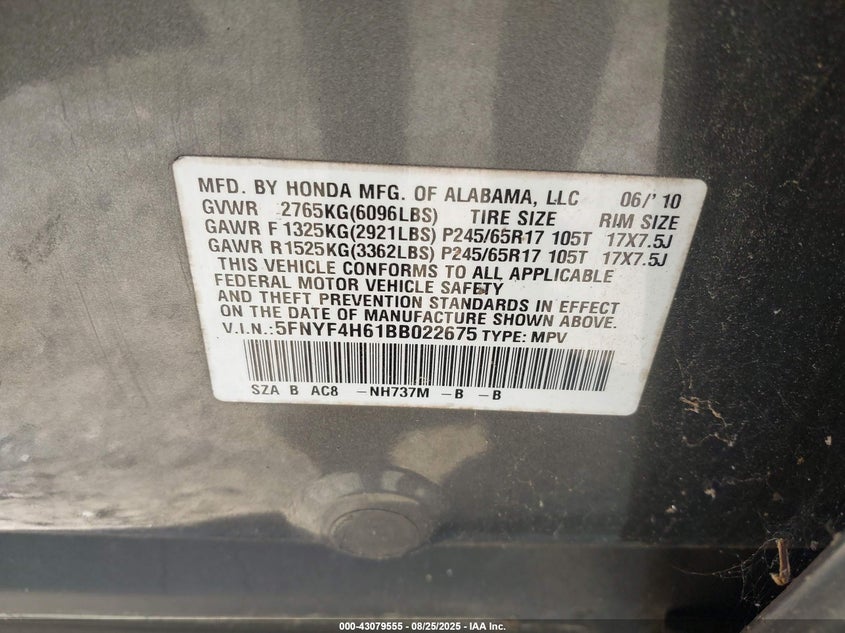 MFD. BY HONDA MFG. OF ALABAMA, LLC 06/' 10
GVWR 2765KG(6096LBS) TIRE SIZE RIM SIZE
GAWR F 1325KG(2921LBS) P245/65R17 105T 17X7.5J
GAWR R1525KG(3362LBS) P245/65R17 105T 17X7.5J
THIS VEHICLE CONFORMS TO ALL APPLICABLE
FEDERAL MOTOR VEHICLE SAFETY
AND THEFT PREVENTION STANDARDS IN EFFECT
ON THE DATE OF MANUFACTURE SHOWN ABOVE.
V.I.N.: 5FNYF4H61BB022675 TYPE: MPV
SZA B AC8 -NH737M -B -B
000-43079555 - 08/25/2025 - IAA Inc.